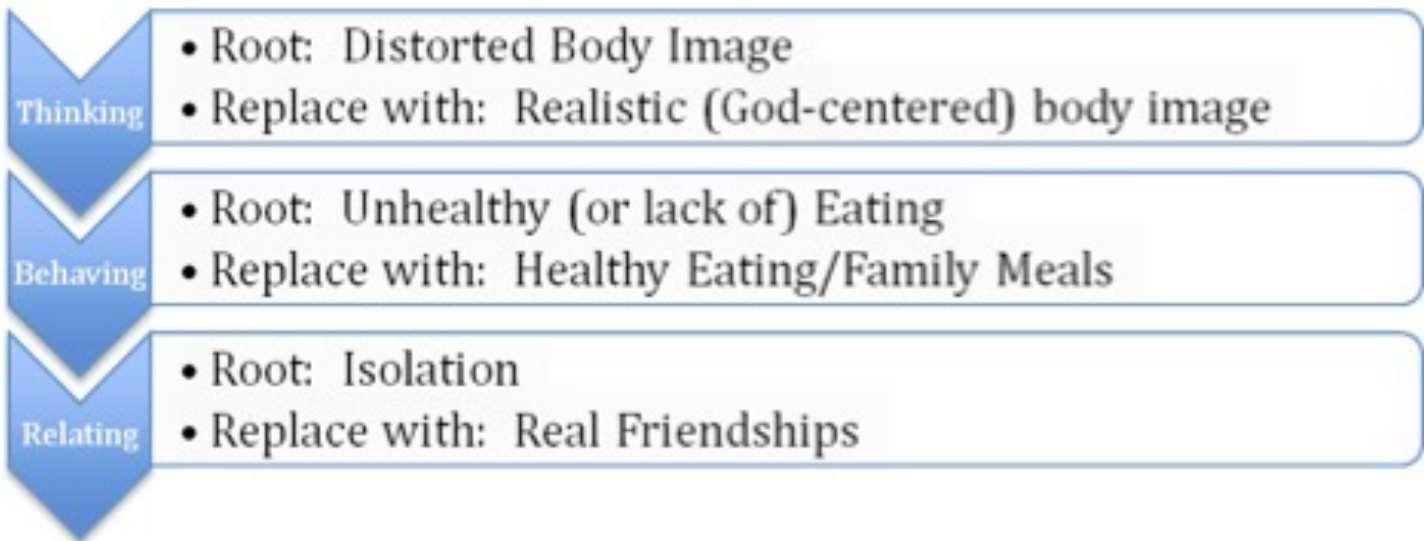 Thinking
• Root: Distorted Body Image
• Replace with: Realistic (God-centered) body image
Behaving
• Root: Unhealthy (or lack of) Eating
• Replace with: Healthy Eating/Family Meals
Relating
• Root: Isolation
• Replace with: Real Friendships